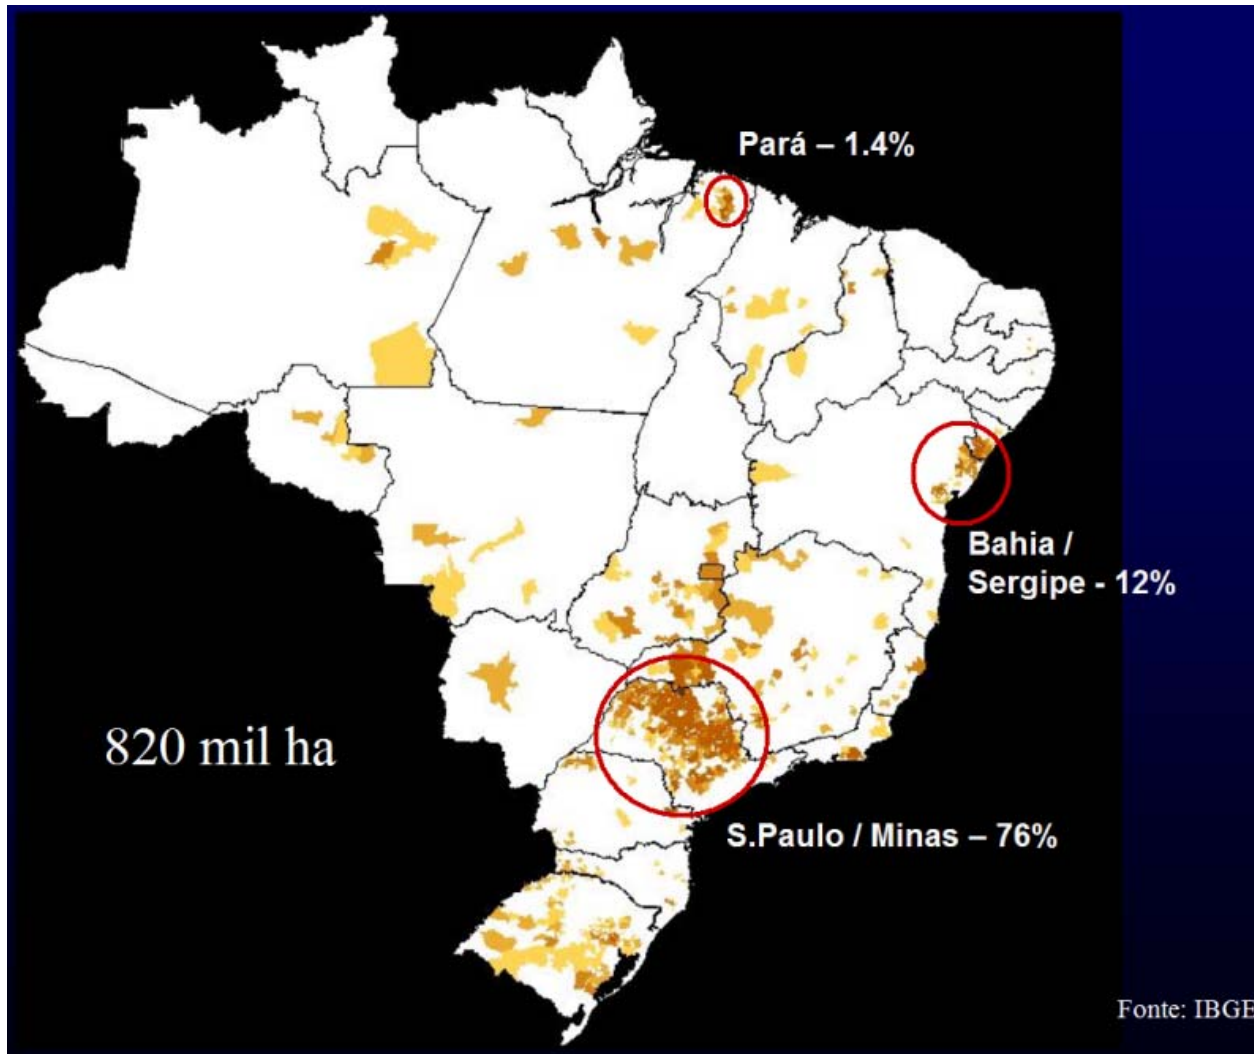 Pará – 1.4%
Bahia /
Sergipe - 12%
820 mil ha
S.Paulo / Minas – 76%
Fonte: IBGE